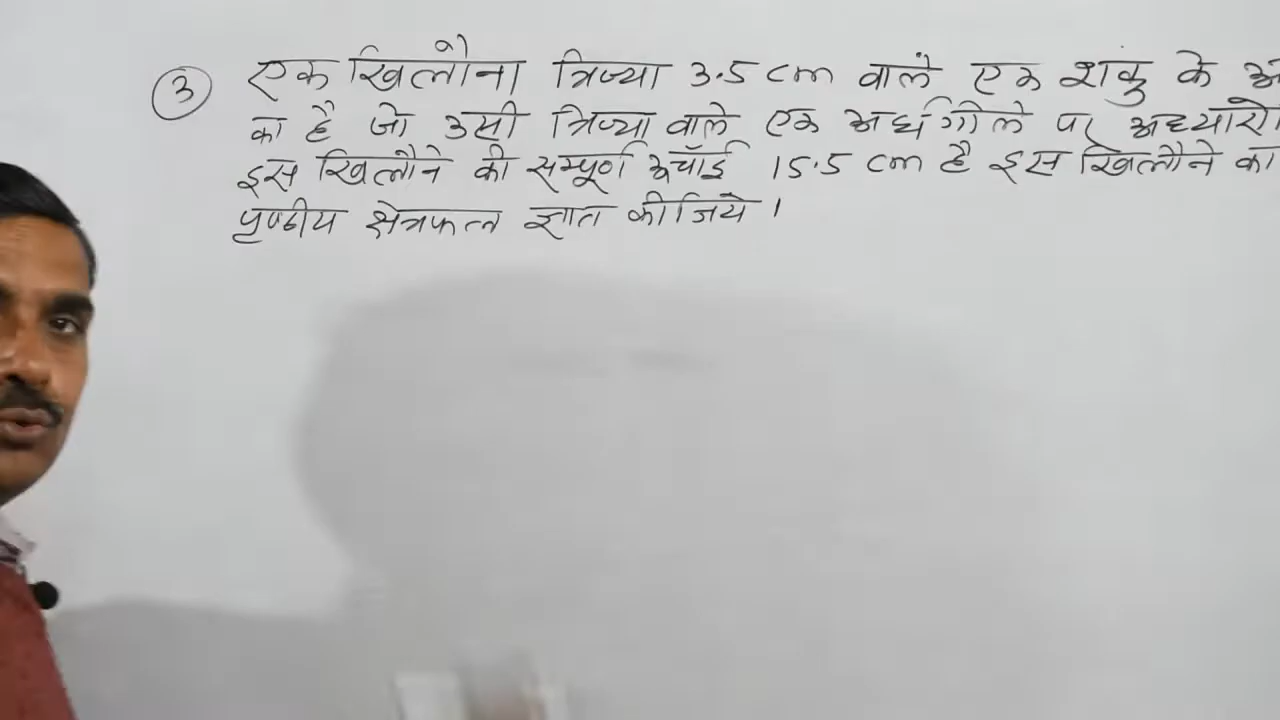 ③ एक खिलौना त्रिज्या 3.5 cm वाले एक शंकु के
का है जो उसी त्रिज्या वाले एक अर्धगोले पर अध्यारो
इस खिलौने की सम्पूर्ण ऊँचाई 15.5 cm है इस खिलौने का
पृष्ठीय क्षेत्रफल ज्ञात कीजिये ।